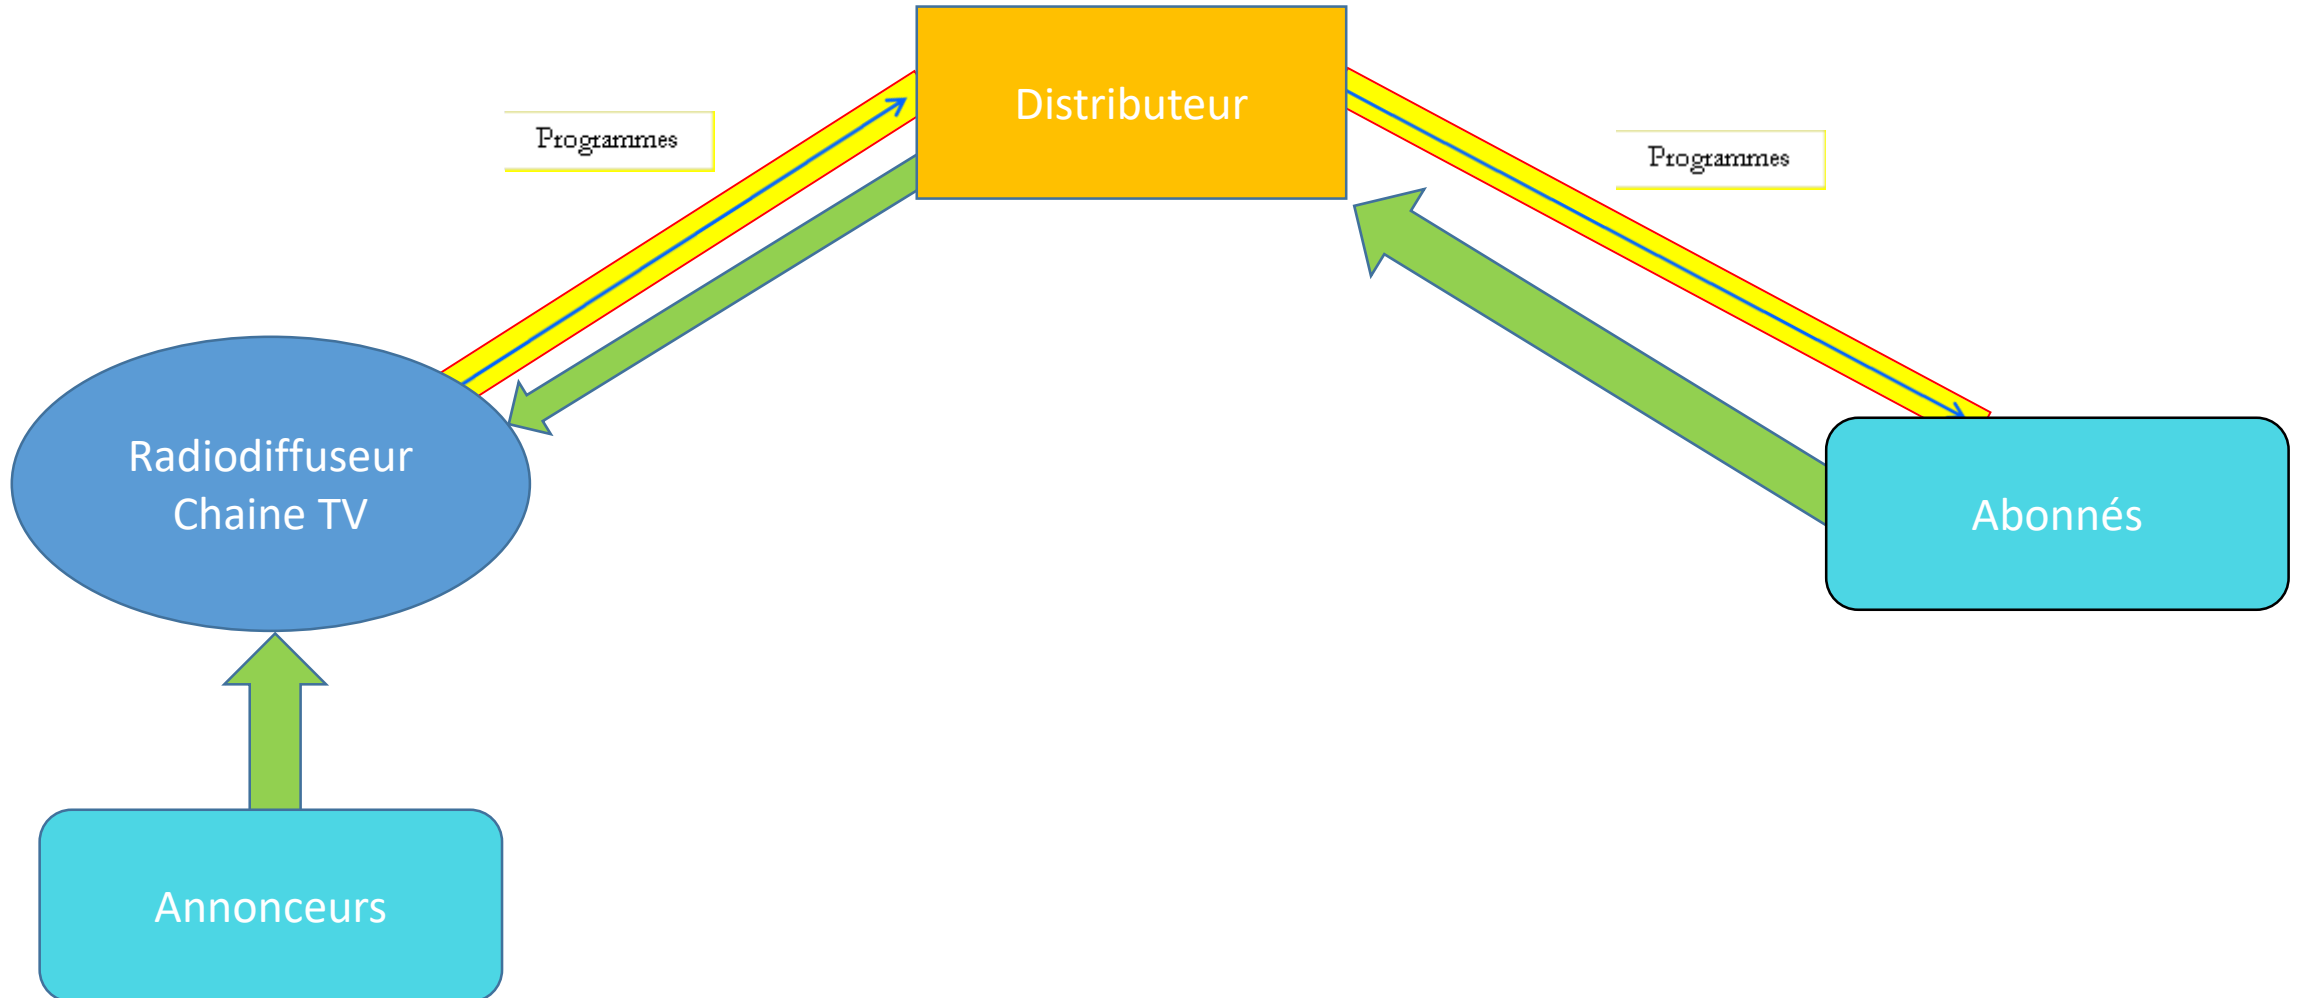 Distributeur
Programmes
Programmes
Radiodiffuseur
Chaine TV
Abonnés
Annonceurs